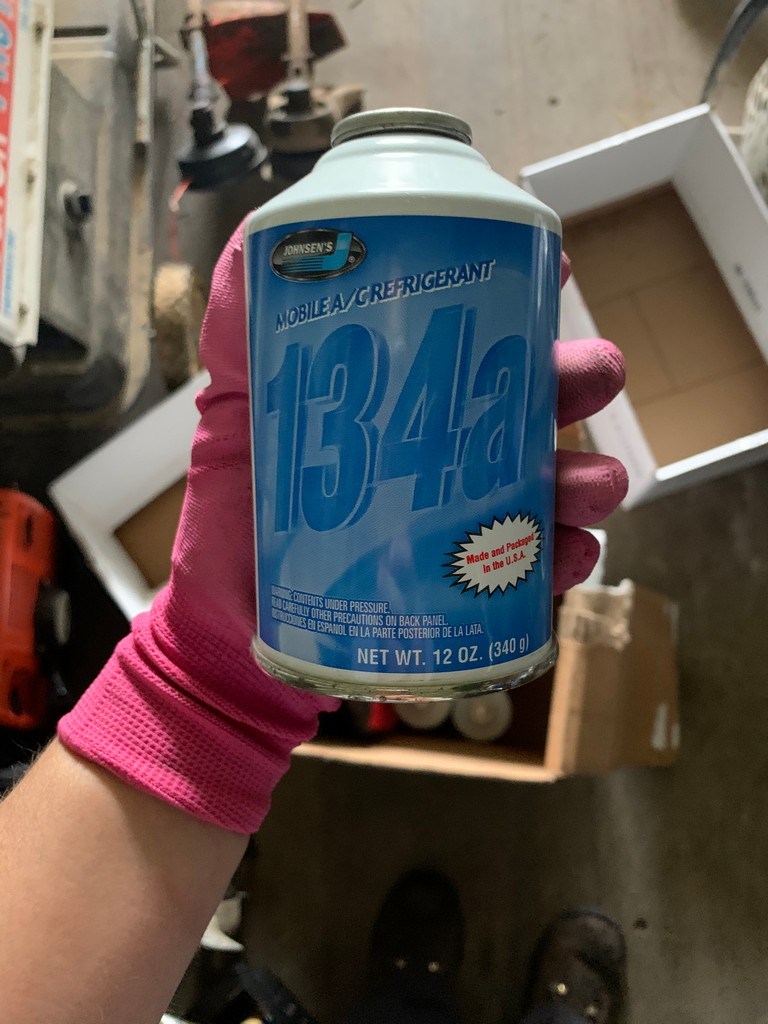 JOHNSEN'S
MOBILE A/C REFRIGERANT
134a
Made and Packaged
In the U.S.A.
WARNING: CONTENTS UNDER PRESSURE.
READ CAREFULLY OTHER PRECAUTIONS ON BACK PANEL.
INSTRUCCIONES EN ESPANOL EN LA PARTE POSTERIOR DE LA LATA.
NET WT. 12 OZ. (340 g)